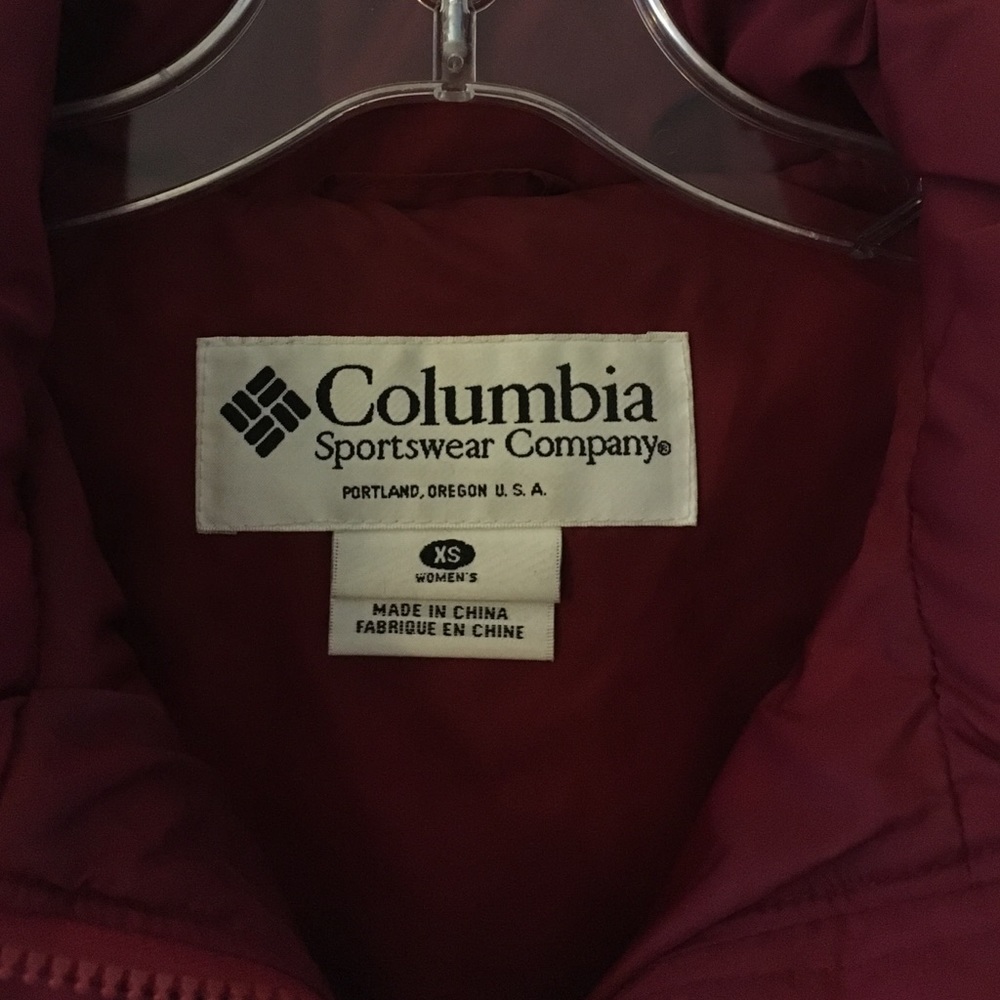 Columbia
Sportswear Company®
PORTLAND, OREGON U. S. A.
XS
WOMEN'S
MADE IN CHINA
FABRIQUE EN CHINE